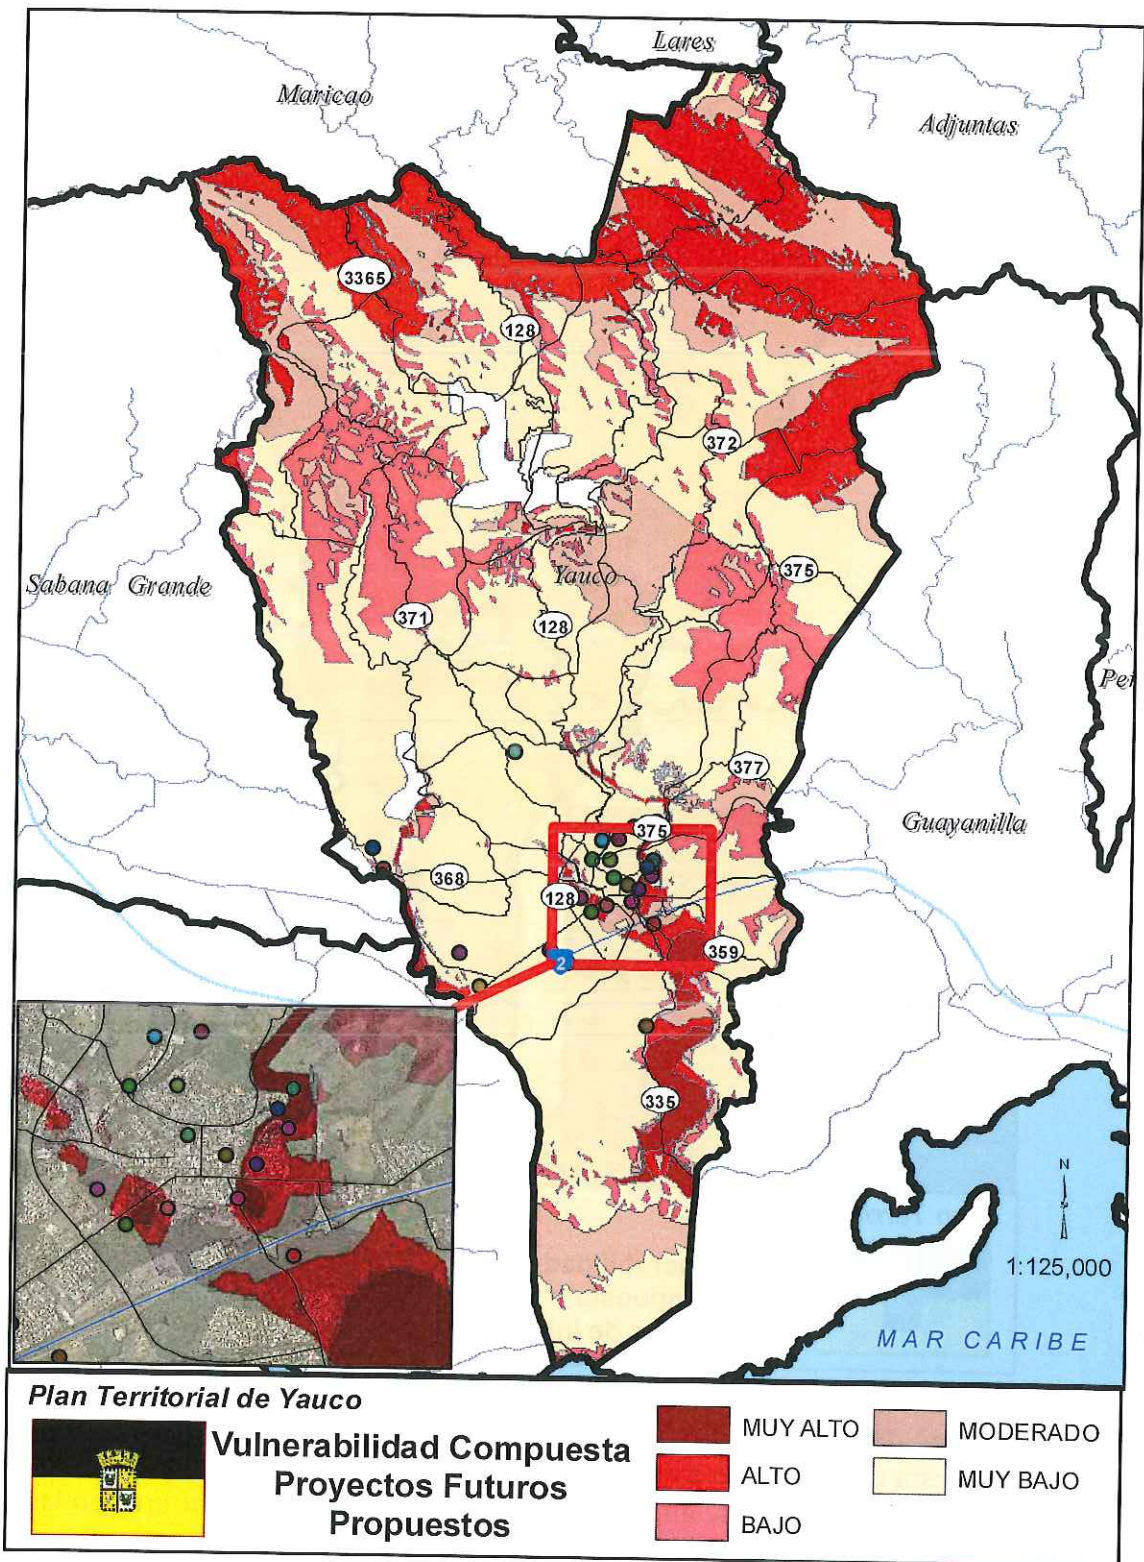 Lares
Maricao
Adjuntas
3365
128
372
375
Sabana Grande
Yauco
371
128
377
Guayanilla
375
368
128
359
2
335
N
1:125,000
MAR CARIBE
Plan Territorial de Yauco
Vulnerabilidad Compuesta
Proyectos Futuros
Propuestos
MUY ALTO
ALTO
BAJO
MODERADO
MUY BAJO